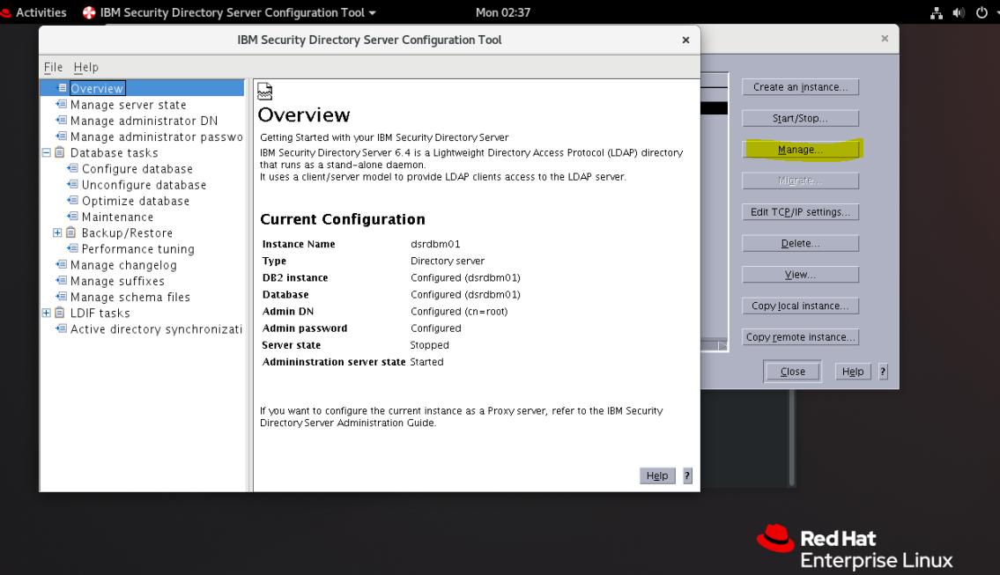 Activities
IBM Security Directory Server Configuration Tool
Mon 02:37
IBM Security Directory Server Configuration Tool
File Help
Overview
Manage server state
Manage administrator DN
Manage administrator passwo
Database tasks
Configure database
Unconfigure database
Optimize database
Maintenance
Backup/Restore
Performance tuning
Manage changelog
Manage suffixes
Manage schema files
LDIF tasks
Active directory synchronizati
Overview
Getting Started with your IBM Security Directory Server
IBM Security Directory Server 6.4 is a Lightweight Directory Access Protocol (LDAP) directory
that runs as a stand-alone daemon.
It uses a client/server model to provide LDAP clients access to the LDAP server.
Current Configuration
Instance Name dsrdbm01
Type Directory server
DB2 instance Configured (dsrdbm01)
Database Configured (dsrdbm01)
Admin DN Configured (cn=root)
Admin password Configured
Server state Stopped
Admininstration server state Started
If you want to configure the current instance as a Proxy server, refer to the IBM Security
Directory Server Administration Guide.
Help ?
Create an instance...
Start/Stop...
Manage...
Migrate...
Edit TCP/IP settings...
Delete...
View...
Copy local instance...
Copy remote instance...
Close Help ?
Red Hat
Enterprise Linux